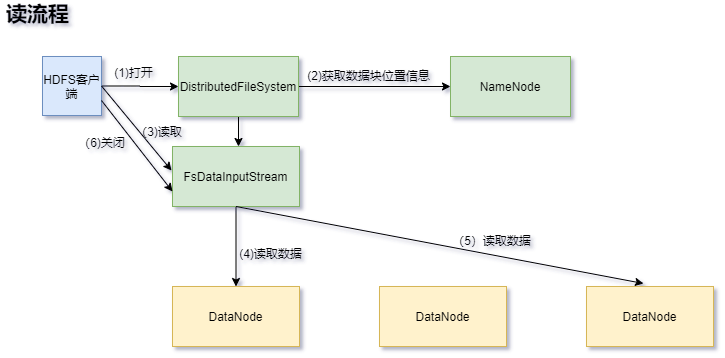 读流程
HDFS客户
端
(1)打开
DistributedFileSystem
(2)获取数据块位置信息
NameNode
(3)读取
(6)关闭
FsDataInputStream
(4)读取数据
(5) 读取数据
DataNode
DataNode
DataNode